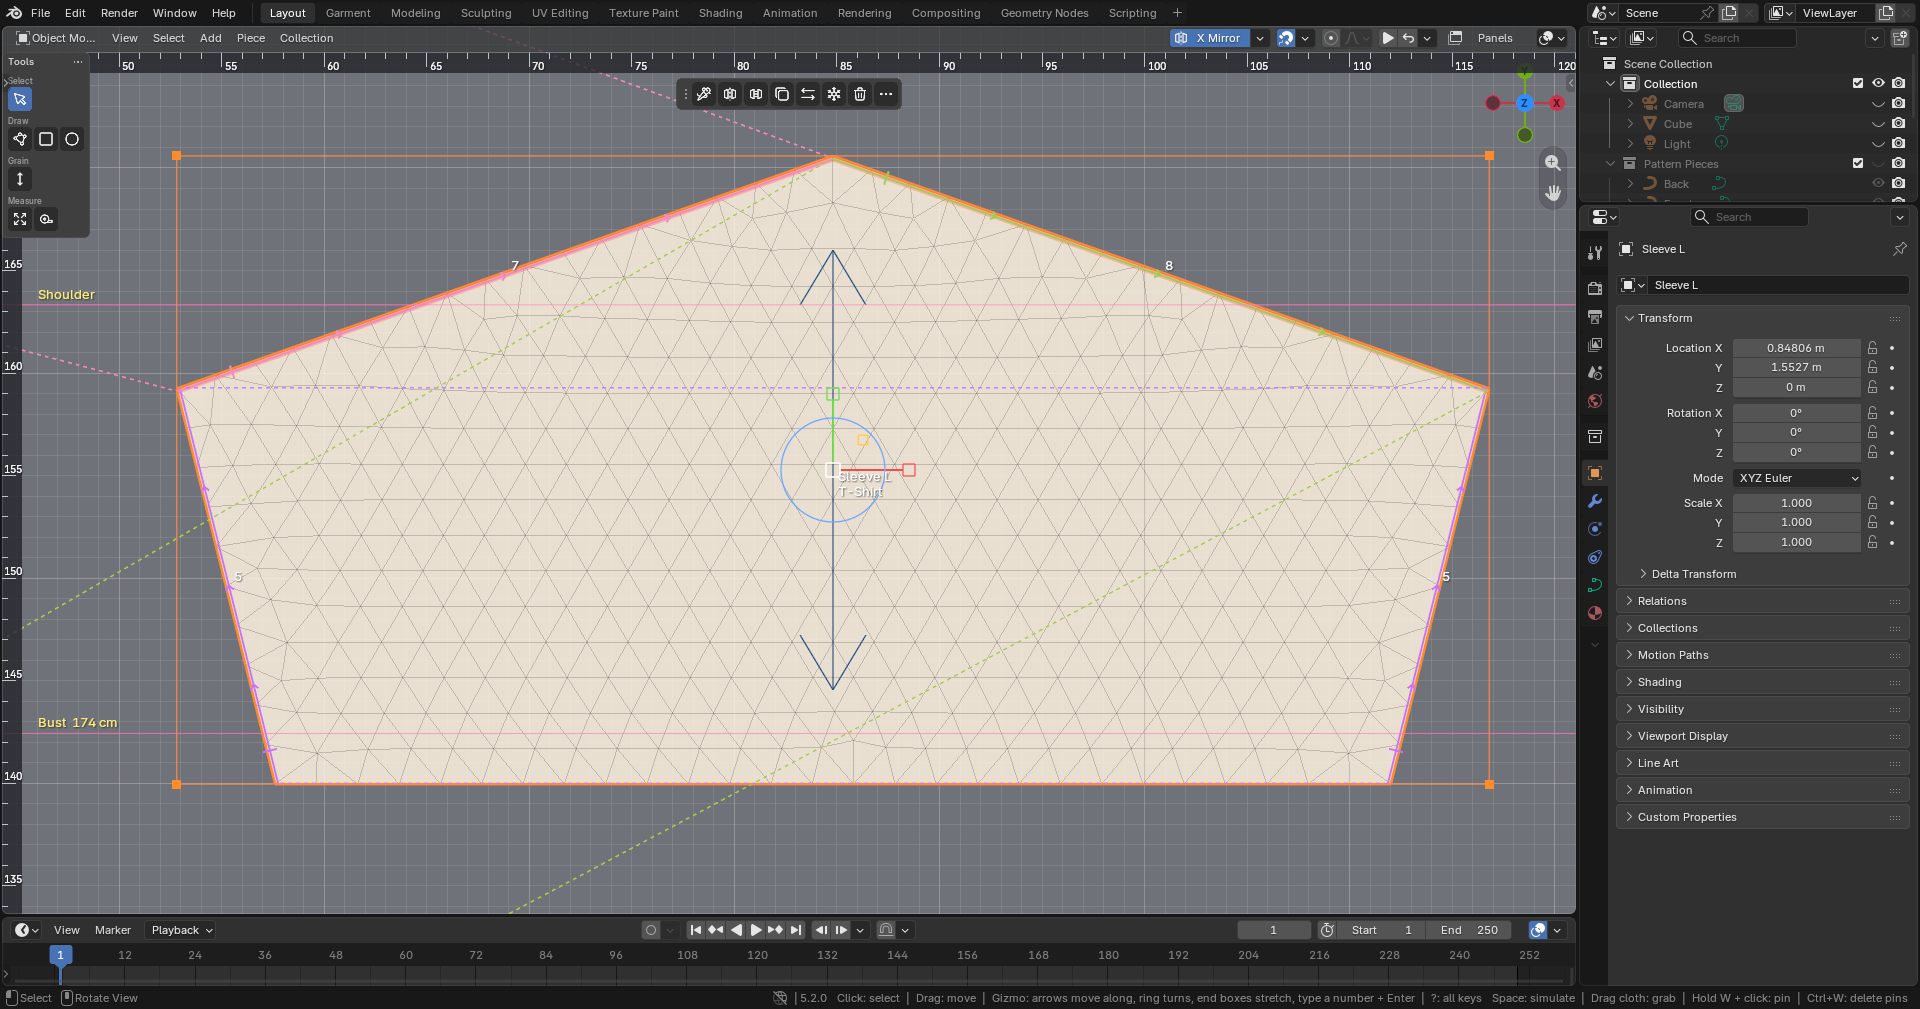 File Edit Render Window Help Layout Garment Modeling Sculpting UV Editing Texture Paint Shading Animation Rendering Compositing Geometry Nodes Scripting +
Scene ViewLayer
Object Mo... View Select Add Piece Collection X Mirror Panels
Search
Tools
Select
Draw
Grain
Measure
50 55 60 65 70 75 80 85 90 95 100 105 110 115 120
165
160
155
150
145
140
135
Shoulder
Bust 174 cm
7
8
5
5
Sleeve L
T-Shirt
Z
X
Scene Collection
Collection
Camera
Cube
Light
Pattern Pieces
Back
Search
Sleeve L
Sleeve L
Transform
Location X 0.84806 m
Y 1.5527 m
Z 0 m
Rotation X 0°
Y 0°
Z 0°
Mode XYZ Euler
Scale X 1.000
Y 1.000
Z 1.000
Delta Transform
Relations
Collections
Motion Paths
Shading
Visibility
Viewport Display
Line Art
Animation
Custom Properties
View Marker Playback 1 Start 1 End 250
1 12 24 36 48 60 72 84 96 108 120 132 144 156 168 180 192 204 216 228 240 252
Select Rotate View 5.2.0 Click: select | Drag: move | Gizmo: arrows move along, ring turns, end boxes stretch, type a number + Enter | ?: all keys Space: simulate | Drag cloth: grab | Hold W + click: pin | Ctrl+W: delete pins